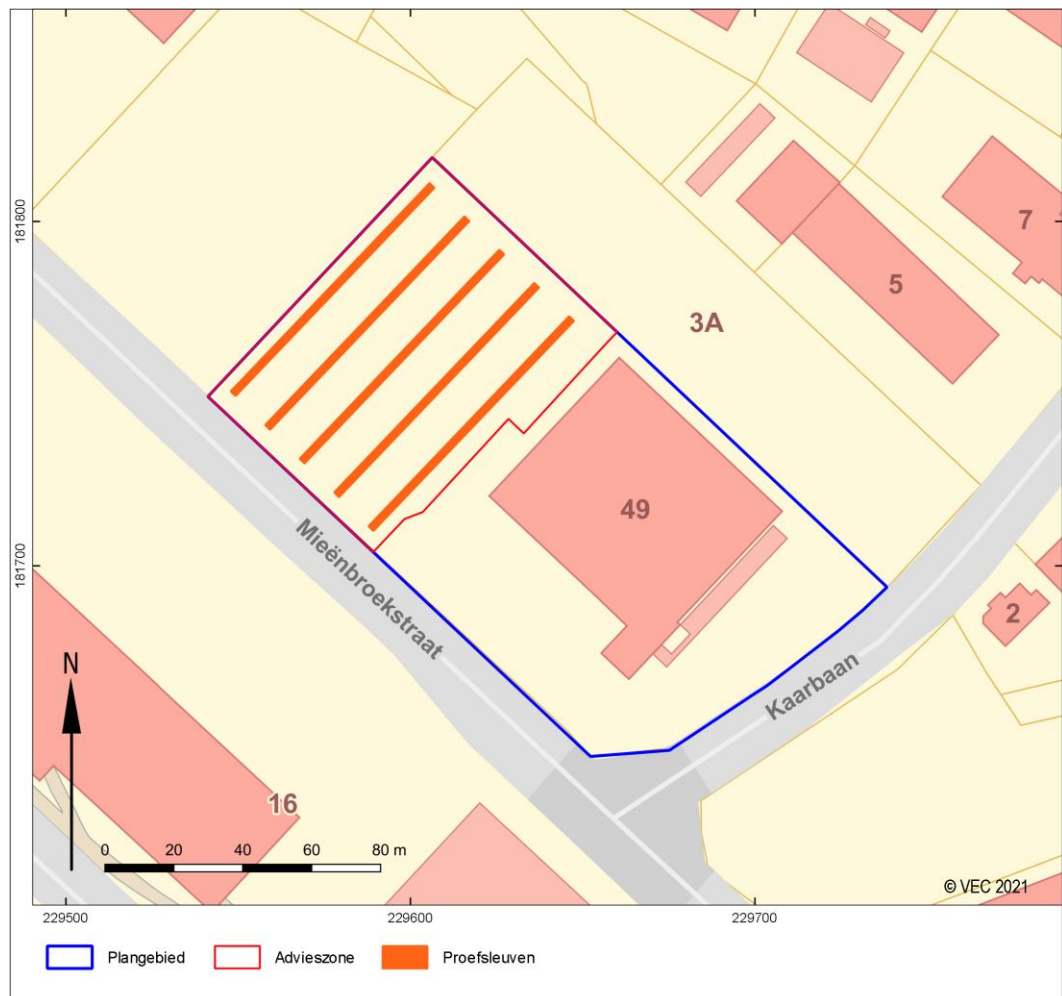 181800
181700
7
5
3A
49
2
16
Mieënbroekstraat
Kaarbaan
N
0 20 40 60 80 m
© VEC 2021
229500 229600 229700
Plangebied Advieszone Proefsleuven